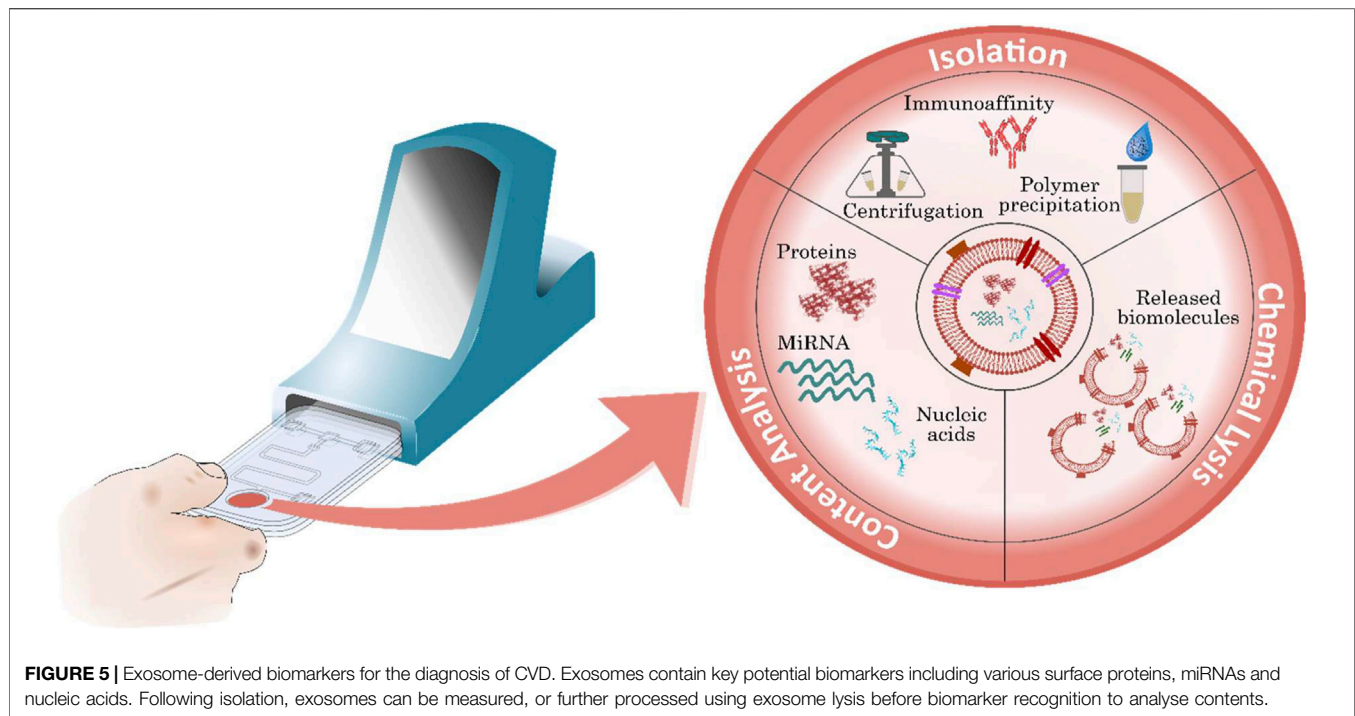 Isolation
Immunoaffinity
Centrifugation
Polymer
precipitation
Proteins
MiRNA
Nucleic
acids
Content Analysis
Released
biomolecules
Chemical Lysis
FIGURE 5 | Exosome-derived biomarkers for the diagnosis of CVD. Exosomes contain key potential biomarkers including various surface proteins, miRNAs and
nucleic acids. Following isolation, exosomes can be measured, or further processed using exosome lysis before biomarker recognition to analyse contents.